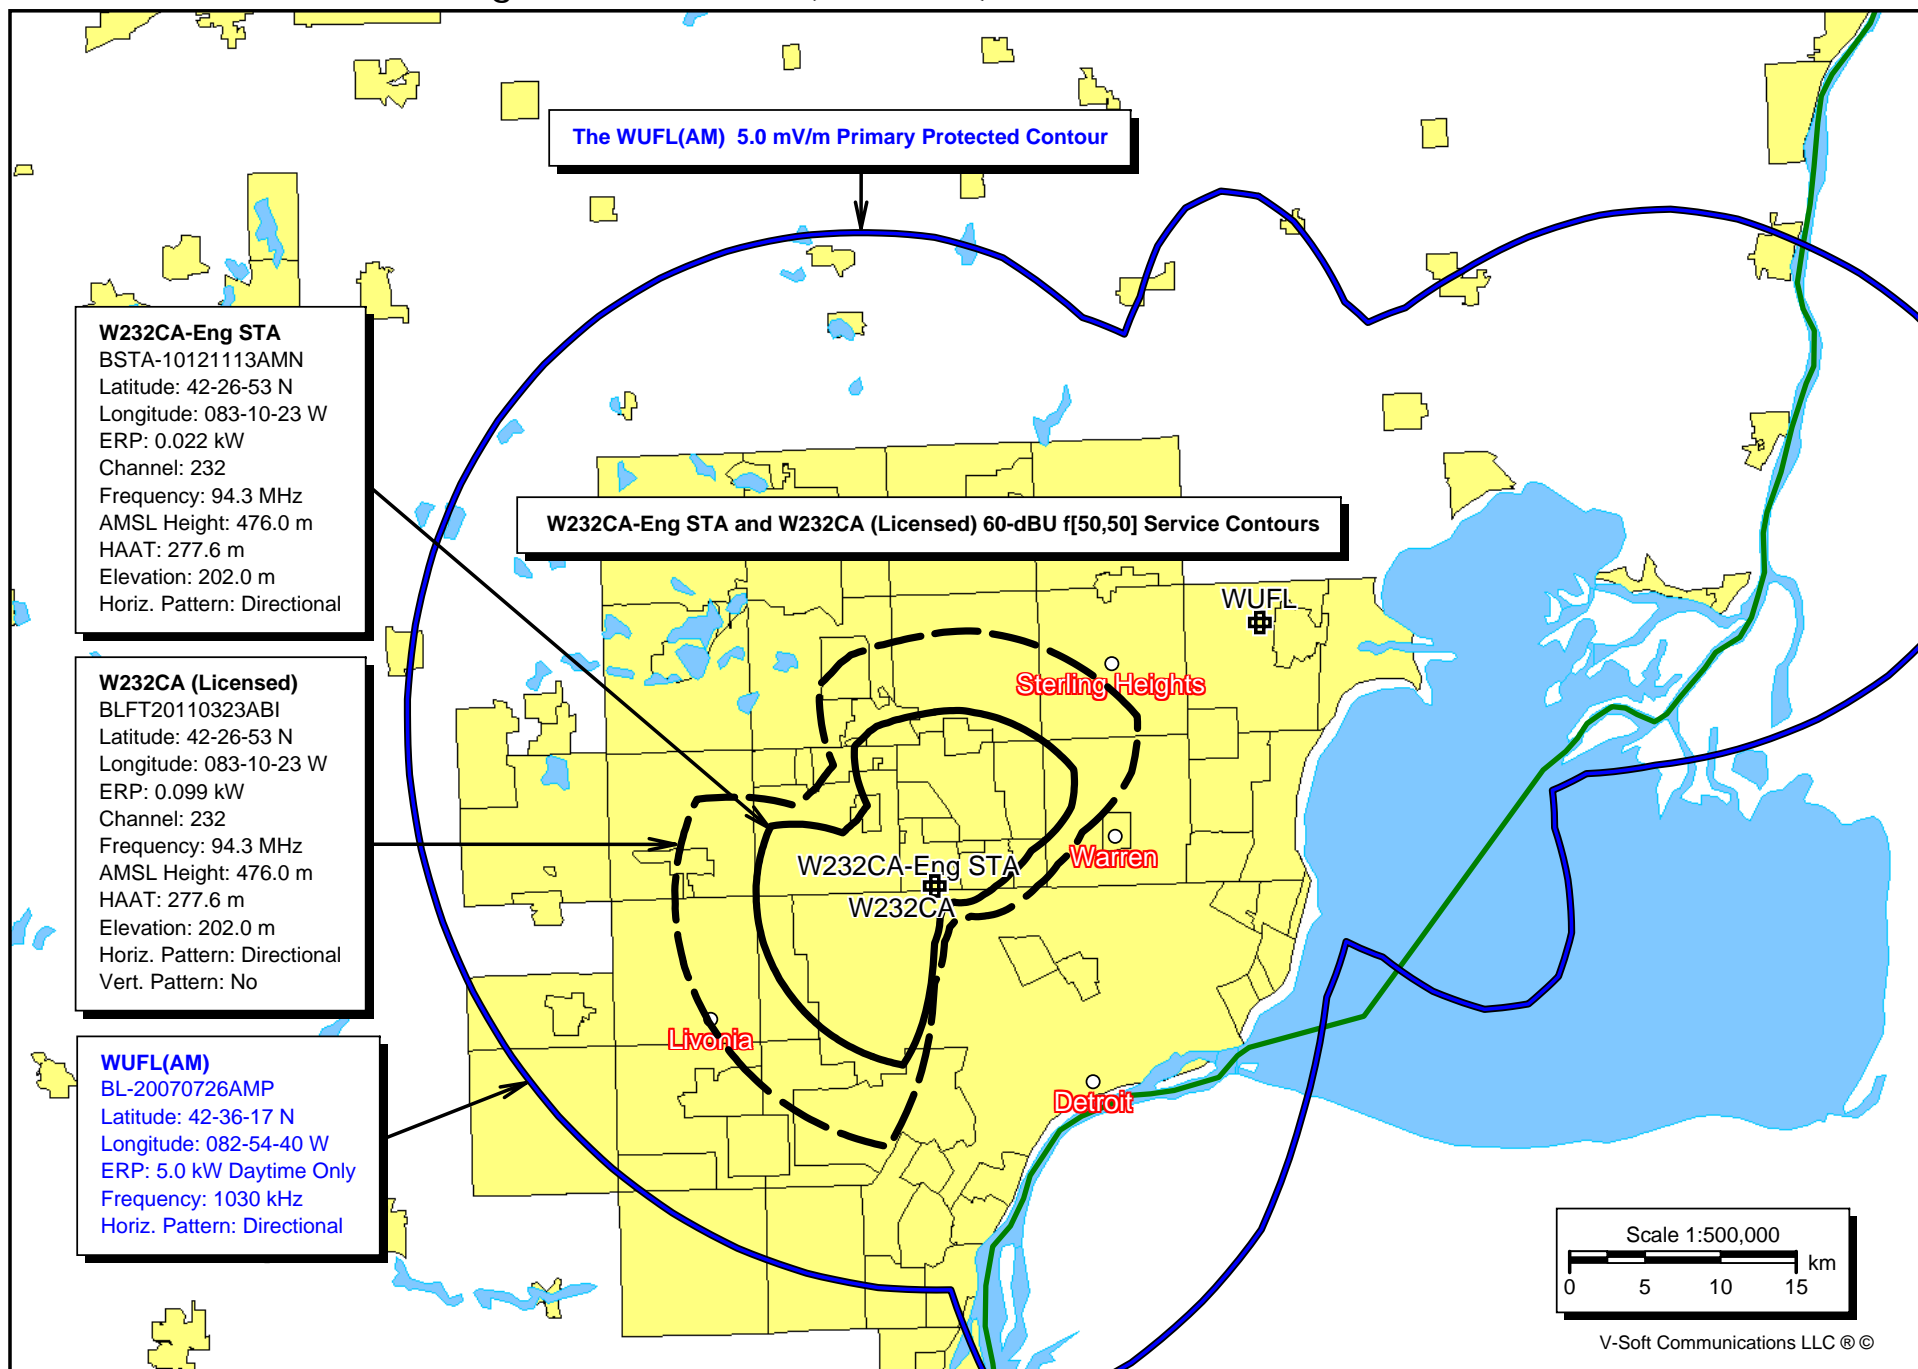 The WUFL(AM) 5.0 mV/m Primary Protected Contour
W232CA-Eng STA
BSTA-10121113AMN
Latitude: 42-26-53 N
Longitude: 083-10-23 W
ERP: 0.022 kW
Channel: 232
Frequency: 94.3 MHz
AMSL Height: 476.0 m
HAAT: 277.6 m
Elevation: 202.0 m
Horiz. Pattern: Directional
W232CA-Eng STA and W232CA (Licensed) 60-dBU f[50,50] Service Contours
WUFL
W232CA (Licensed)
BLFT20110323ABI
Latitude: 42-26-53 N
Longitude: 083-10-23 W
ERP: 0.099 kW
Channel: 232
Frequency: 94.3 MHz
AMSL Height: 476.0 m
HAAT: 277.6 m
Elevation: 202.0 m
Horiz. Pattern: Directional
Vert. Pattern: No
Sterling Heights
Warren
W232CA-Eng STA
W232CA
Livonia
Detroit
WUFL(AM)
BL-20070726AMP
Latitude: 42-36-17 N
Longitude: 082-54-40 W
ERP: 5.0 kW Daytime Only
Frequency: 1030 kHz
Horiz. Pattern: Directional
Scale 1:500,000
km
0 5 10 15
V-Soft Communications LLC ® ©